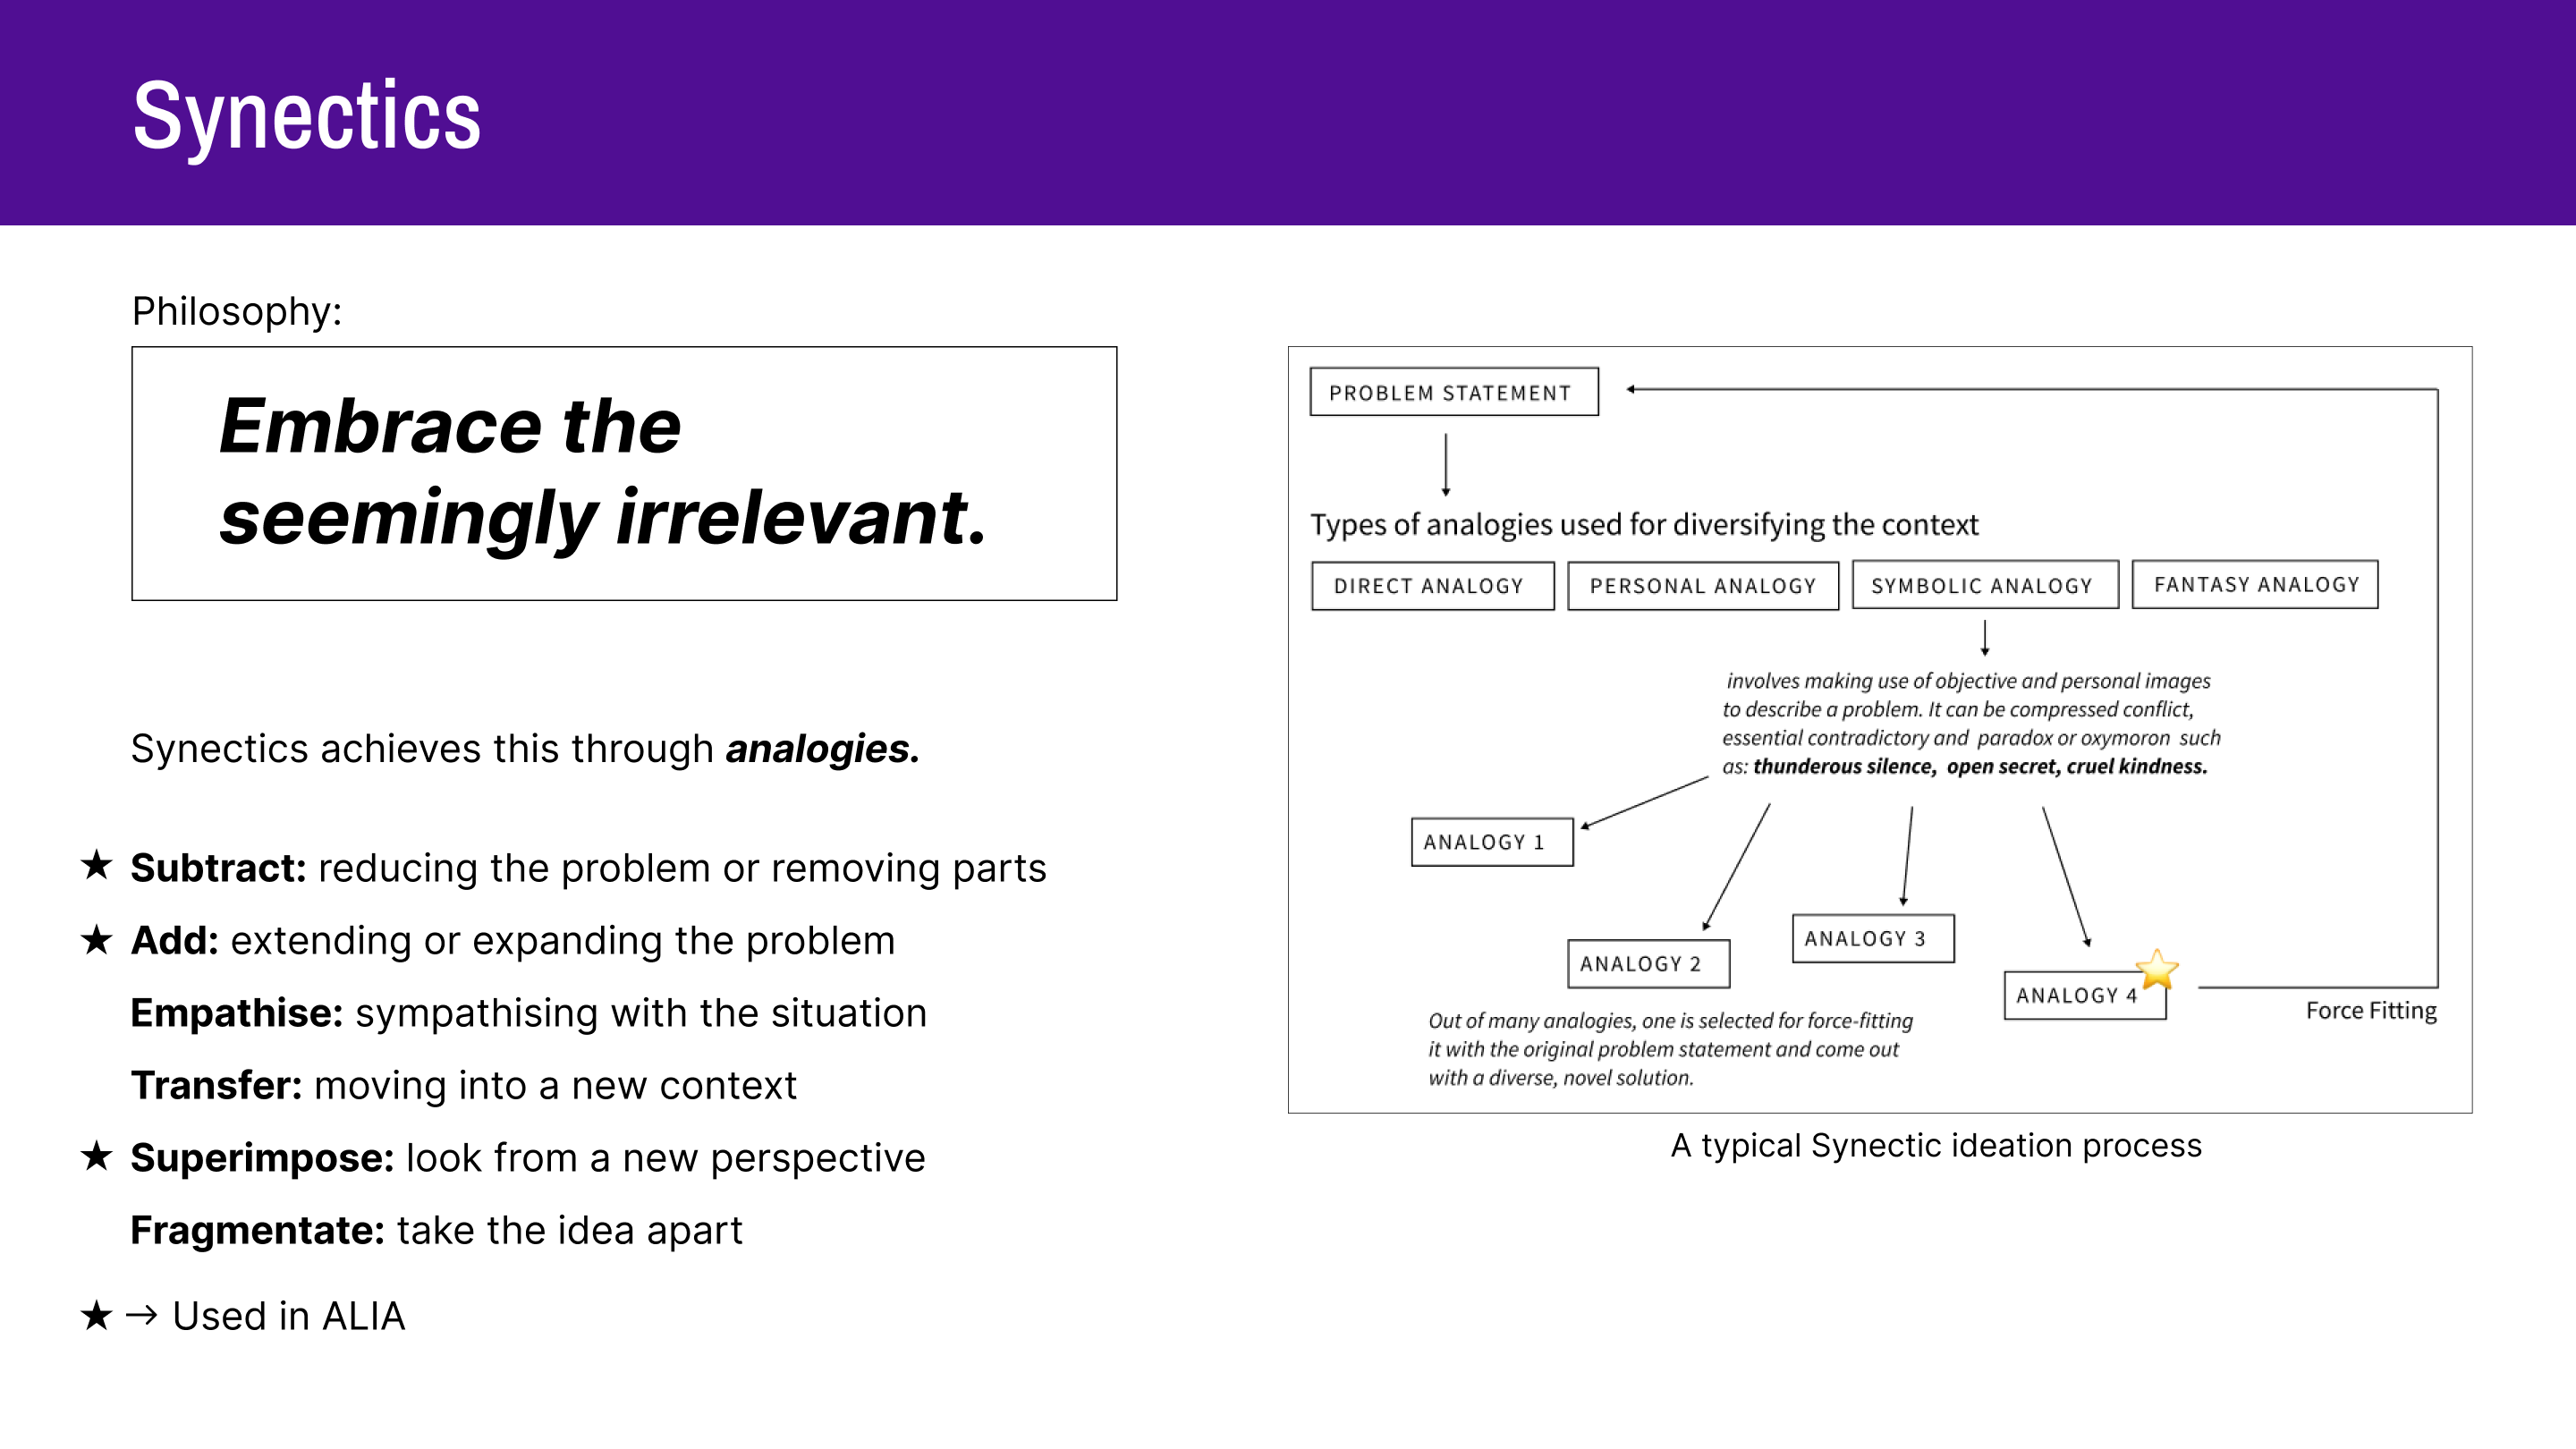 Synectics
Philosophy:
Embrace the
seemingly irrelevant.
Synectics achieves this through analogies.
★ Subtract: reducing the problem or removing parts
★ Add: extending or expanding the problem
Empathise: sympathising with the situation
Transfer: moving into a new context
★ Superimpose: look from a new perspective
Fragmentate: take the idea apart
★ → Used in ALIA
PROBLEM STATEMENT
Types of analogies used for diversifying the context
DIRECT ANALOGY
PERSONAL ANALOGY
SYMBOLIC ANALOGY
FANTASY ANALOGY
involves making use of objective and personal images
to describe a problem. It can be compressed conflict,
essential contradictory and paradox or oxymoron such
as: thunderous silence, open secret, cruel kindness.
ANALOGY 1
ANALOGY 2
ANALOGY 3
ANALOGY 4
Force Fitting
Out of many analogies, one is selected for force-fitting
it with the original problem statement and come out
with a diverse, novel solution.
A typical Synectic ideation process